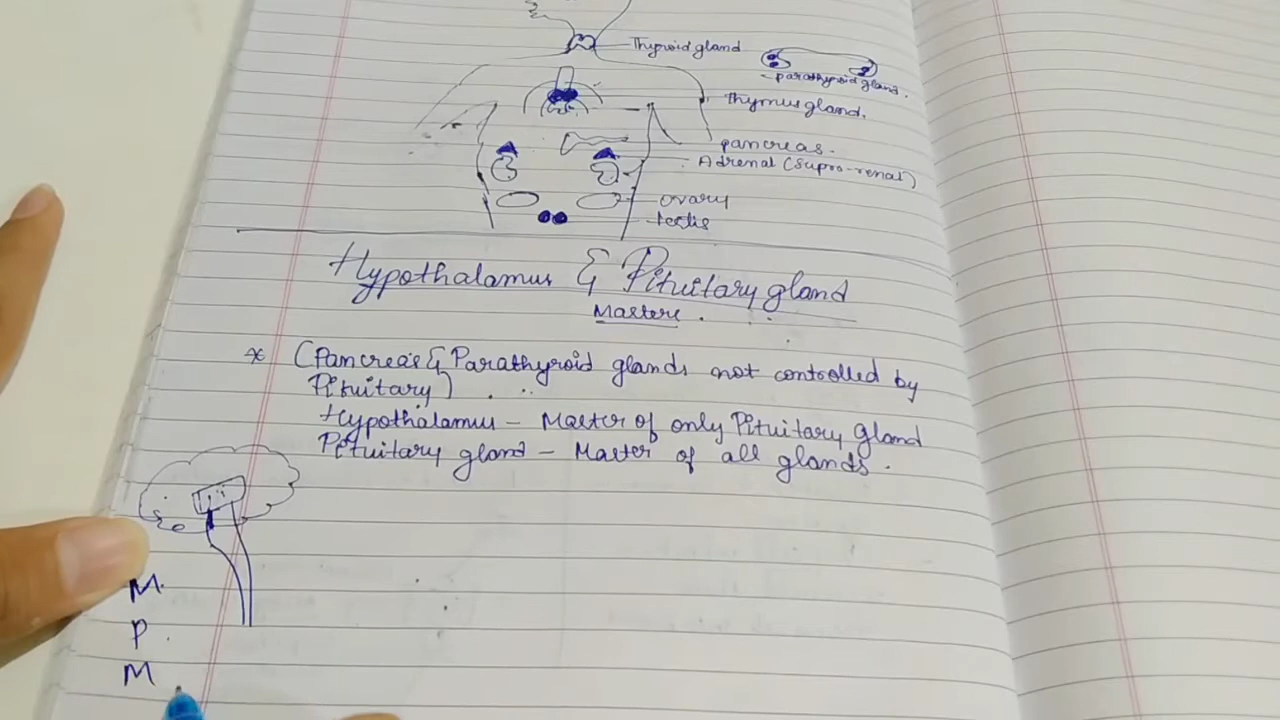 Thyroid gland
parathyroid gland.
Thymus gland.
pancreas.
Adrenal (supro-renal)
ovary
testis
Hypothalamus & Pituitary gland
Master.
* (Pancreas & Parathyroid glands not controlled by
Pituitary)
Hypothalamus – Master of only Pituitary Gland
Pituitary gland – Master of all glands.
M.
P.
M